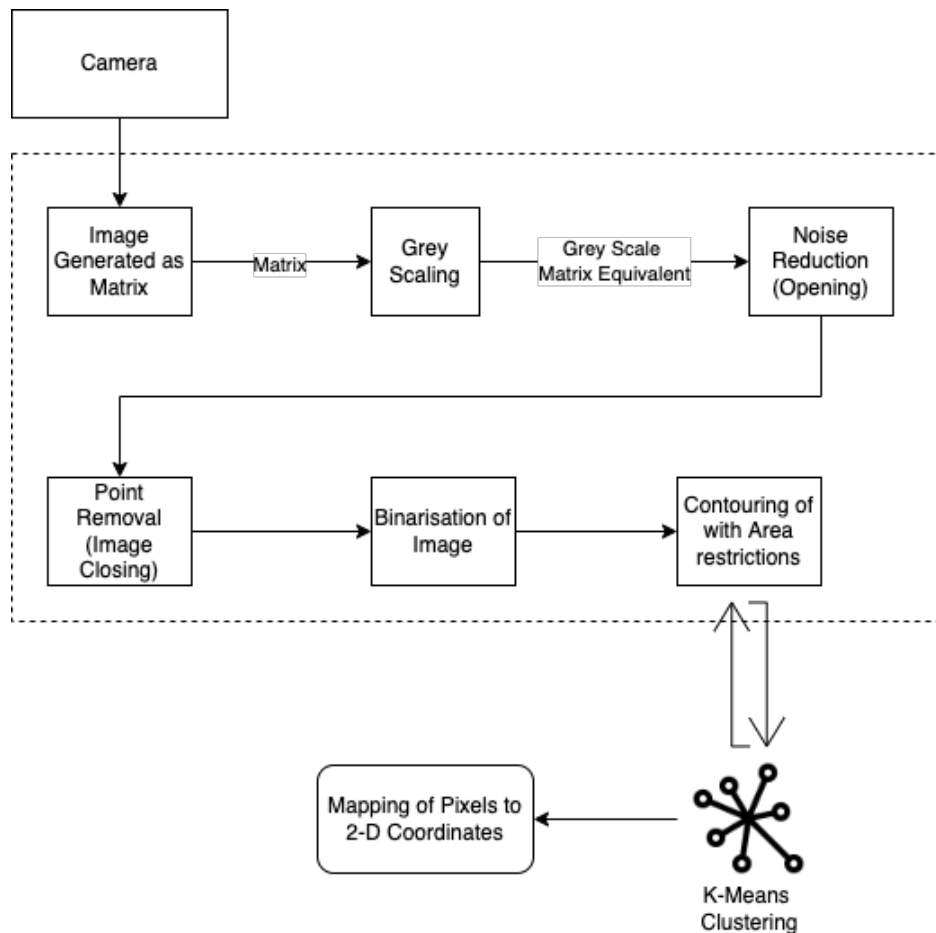 Camera
Image
Generated as
Matrix
Matrix
Grey
Scaling
Grey Scale
Matrix Equivalent
Noise
Reduction
(Opening)
Point
Removal
(Image
Closing)
Binarisation of
Image
Contouring of
with Area
restrictions
Mapping of Pixels to
2-D Coordinates
K-Means
Clustering